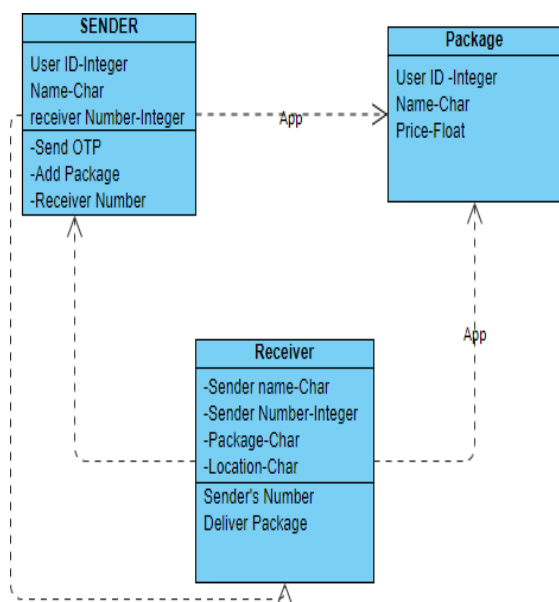 SENDER
User ID-Integer
Name-Char
receiver Number-Integer
-Send OTP
-Add Package
-Receiver Number
App
Package
User ID -Integer
Name-Char
Price-Float
App
Receiver
-Sender name-Char
-Sender Number-Integer
-Package-Char
-Location-Char
Sender's Number
Deliver Package